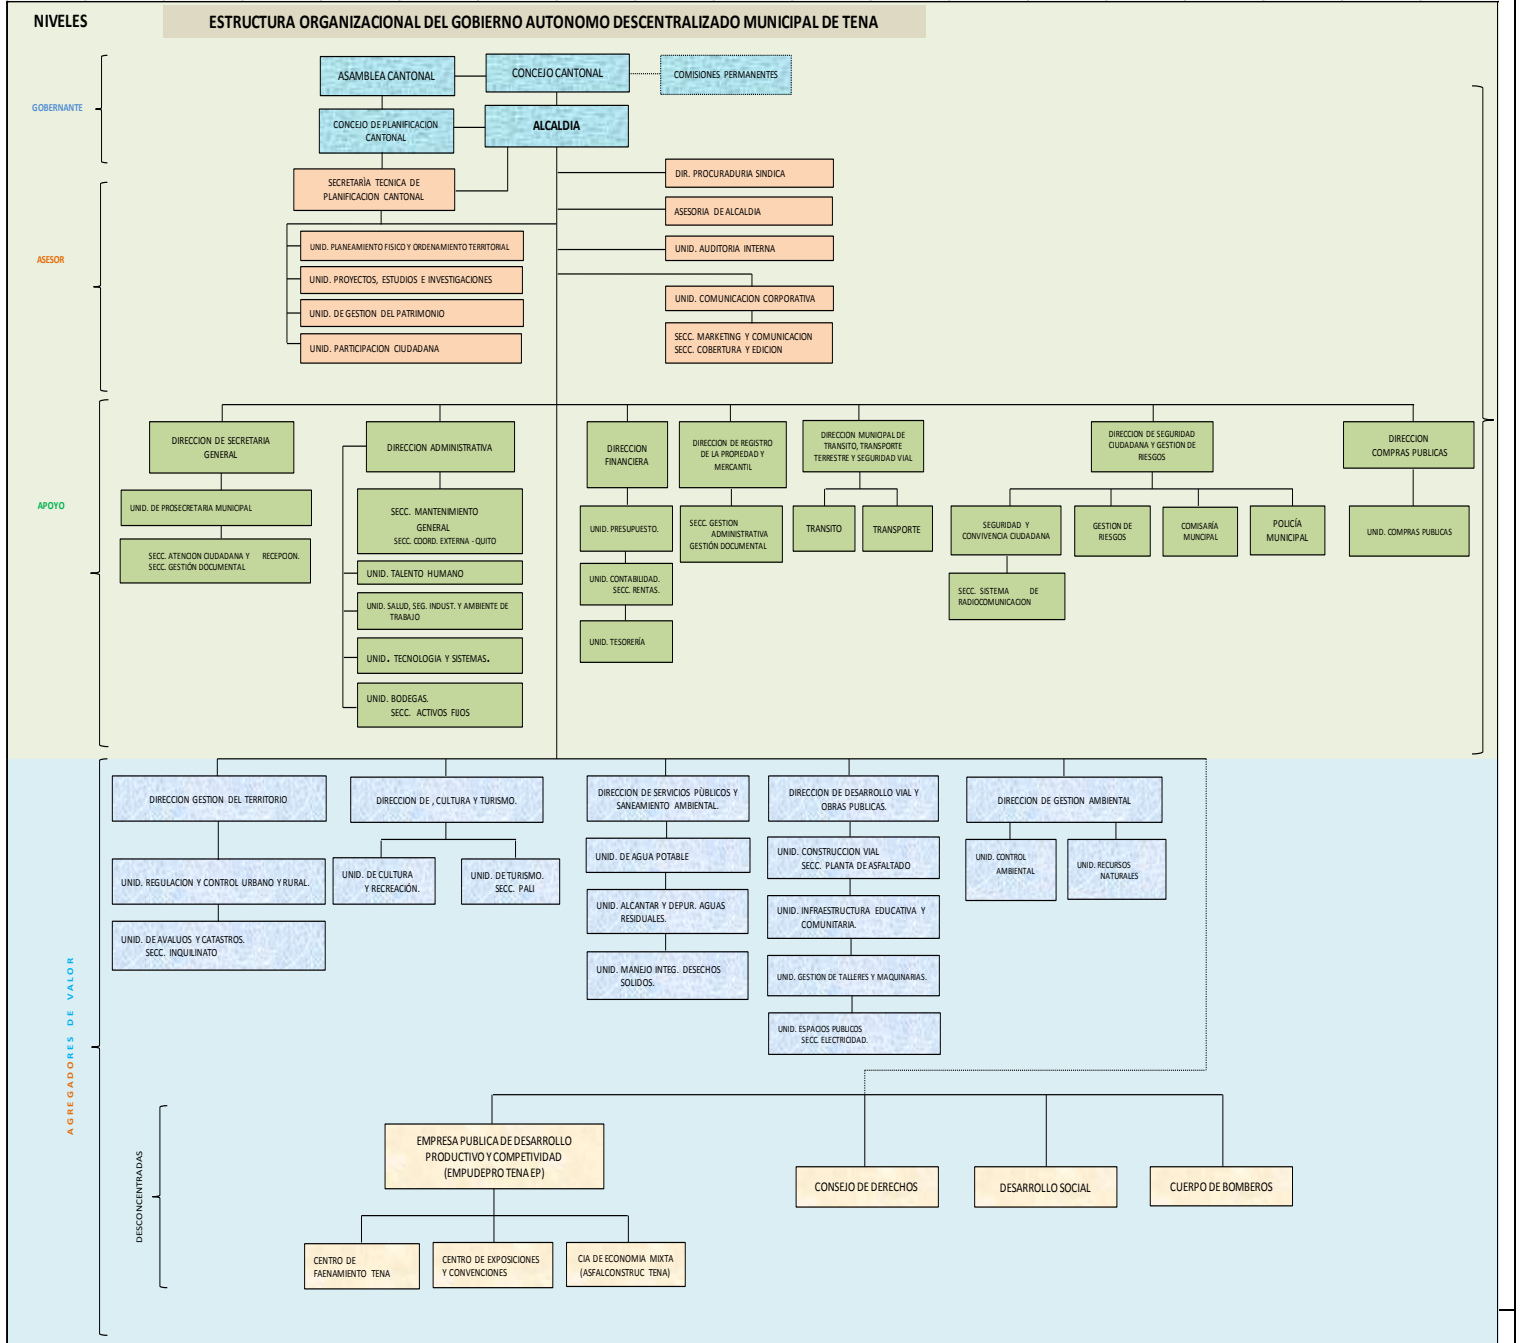 NIVELES
ESTRUCTURA ORGANIZACIONAL DEL GOBIERNO AUTONOMO DESCENTRALIZADO MUNICIPAL DE TENA
GOBERNANTE
ASAMBLEA CANTONAL
CONCEJO CANTONAL
COMISIONES PERMANENTES
CONCEJO DE PLANIFICACION
CANTONAL
ALCALDIA
ASESOR
SECRETARÌA TECNICA DE
PLANIFICACION CANTONAL
DIR. PROCURADURIA SINDICA
ASESORIA DE ALCALDIA
UNID. AUDITORIA INTERNA
UNID. PLANEAMIENTO FISICO Y ORDENAMIENTO TERRITORIAL
UNID. PROYECTOS, ESTUDIOS E INVESTIGACIONES
UNID. DE GESTION DEL PATRIMONIO
UNID. PARTICIPACION CIUDADANA
UNID. COMUNICACION CORPORATIVA
SECC. MARKETING Y COMUNICACION
SECC. COBERTURA Y EDICION
APOYO
DIRECCION DE SECRETARIA
GENERAL
UNID. DE PROSECRETARIA MUNICIPAL
SECC. ATENCION CIUDADANA Y RECEPCION.
SECC. GESTIÓN DOCUMENTAL
DIRECCION ADMINISTRATIVA
SECC. MANTENIMIENTO
GENERAL
SECC. COORD. EXTERNA - QUITO
UNID. TALENTO HUMANO
UNID. SALUD, SEG. INDUST. Y AMBIENTE DE
TRABAJO
UNID. TECNOLOGIA Y SISTEMAS.
UNID. BODEGAS.
SECC. ACTIVOS FIJOS
DIRECCION
FINANCIERA
UNID. PRESUPUESTO.
UNID. CONTABILIDAD.
SECC. RENTAS.
UNID. TESORERÍA
DIRECCION DE REGISTRO
DE LA PROPIEDAD Y
MERCANTIL
SECC. GESTION
ADMINISTRATIVA
GESTIÓN DOCUMENTAL
DIRECCION MUNICIPAL DE
TRANSITO, TRANSPORTE
TERRESTRE Y SEGURIDAD VIAL
TRANSITO
TRANSPORTE
DIRECCION DE SEGURIDAD
CIUDADANA Y GESTION DE
RIESGOS
SEGURIDAD Y
CONVIVENCIA CIUDADANA
SECC. SISTEMA DE
RADIOCOMUNICACION
GESTION DE
RIESGOS
COMISARÍA
MUNCIPAL
POLICÍA
MUNICIPAL
DIRECCION
COMPRAS PUBLICAS
UNID. COMPRAS PUBLICAS
AGREGADORES DE VALOR
DIRECCION GESTION DEL TERRITORIO
UNID. REGULACION Y CONTROL URBANO Y RURAL.
UNID. DE AVALUOS Y CATASTROS.
SECC. INQUILINATO
DIRECCION DE , CULTURA Y TURISMO.
UNID. DE CULTURA
Y RECREACIÓN.
UNID. DE TURISMO.
SECC. PALI
DIRECCION DE SERVICIOS PÙBLICOS Y
SANEAMIENTO AMBIENTAL.
UNID. DE AGUA POTABLE
UNID. ALCANTAR Y DEPUR. AGUAS
RESIDUALES.
UNID. MANEJO INTEG. DESECHOS
SOLIDOS.
DIRECCION DE DESARROLLO VIAL Y
OBRAS PUBLICAS.
UNID. CONSTRUCCION VIAL
SECC. PLANTA DE ASFALTADO
UNID. INFRAESTRUCTURA EDUCATIVA Y
COMUNITARIA.
UNID. GESTION DE TALLERES Y MAQUINARIAS.
UNID. ESPACIOS PUBLICOS
SECC. ELECTRICIDAD.
DIRECCION DE GESTION AMBIENTAL
UNID. CONTROL
AMBIENTAL
UNID. RECURSOS
NATURALES
DESCONCENTRADAS
EMPRESA PUBLICA DE DESARROLLO
PRODUCTIVO Y COMPETIVIDAD
(EMPUDEPRO TENA EP)
CENTRO DE
FAENAMIENTO TENA
CENTRO DE EXPOSICIONES
Y CONVENCIONES
CIA DE ECONOMIA MIXTA
(ASFALCONSTRUC TENA)
CONSEJO DE DERECHOS
DESARROLLO SOCIAL
CUERPO DE BOMBEROS